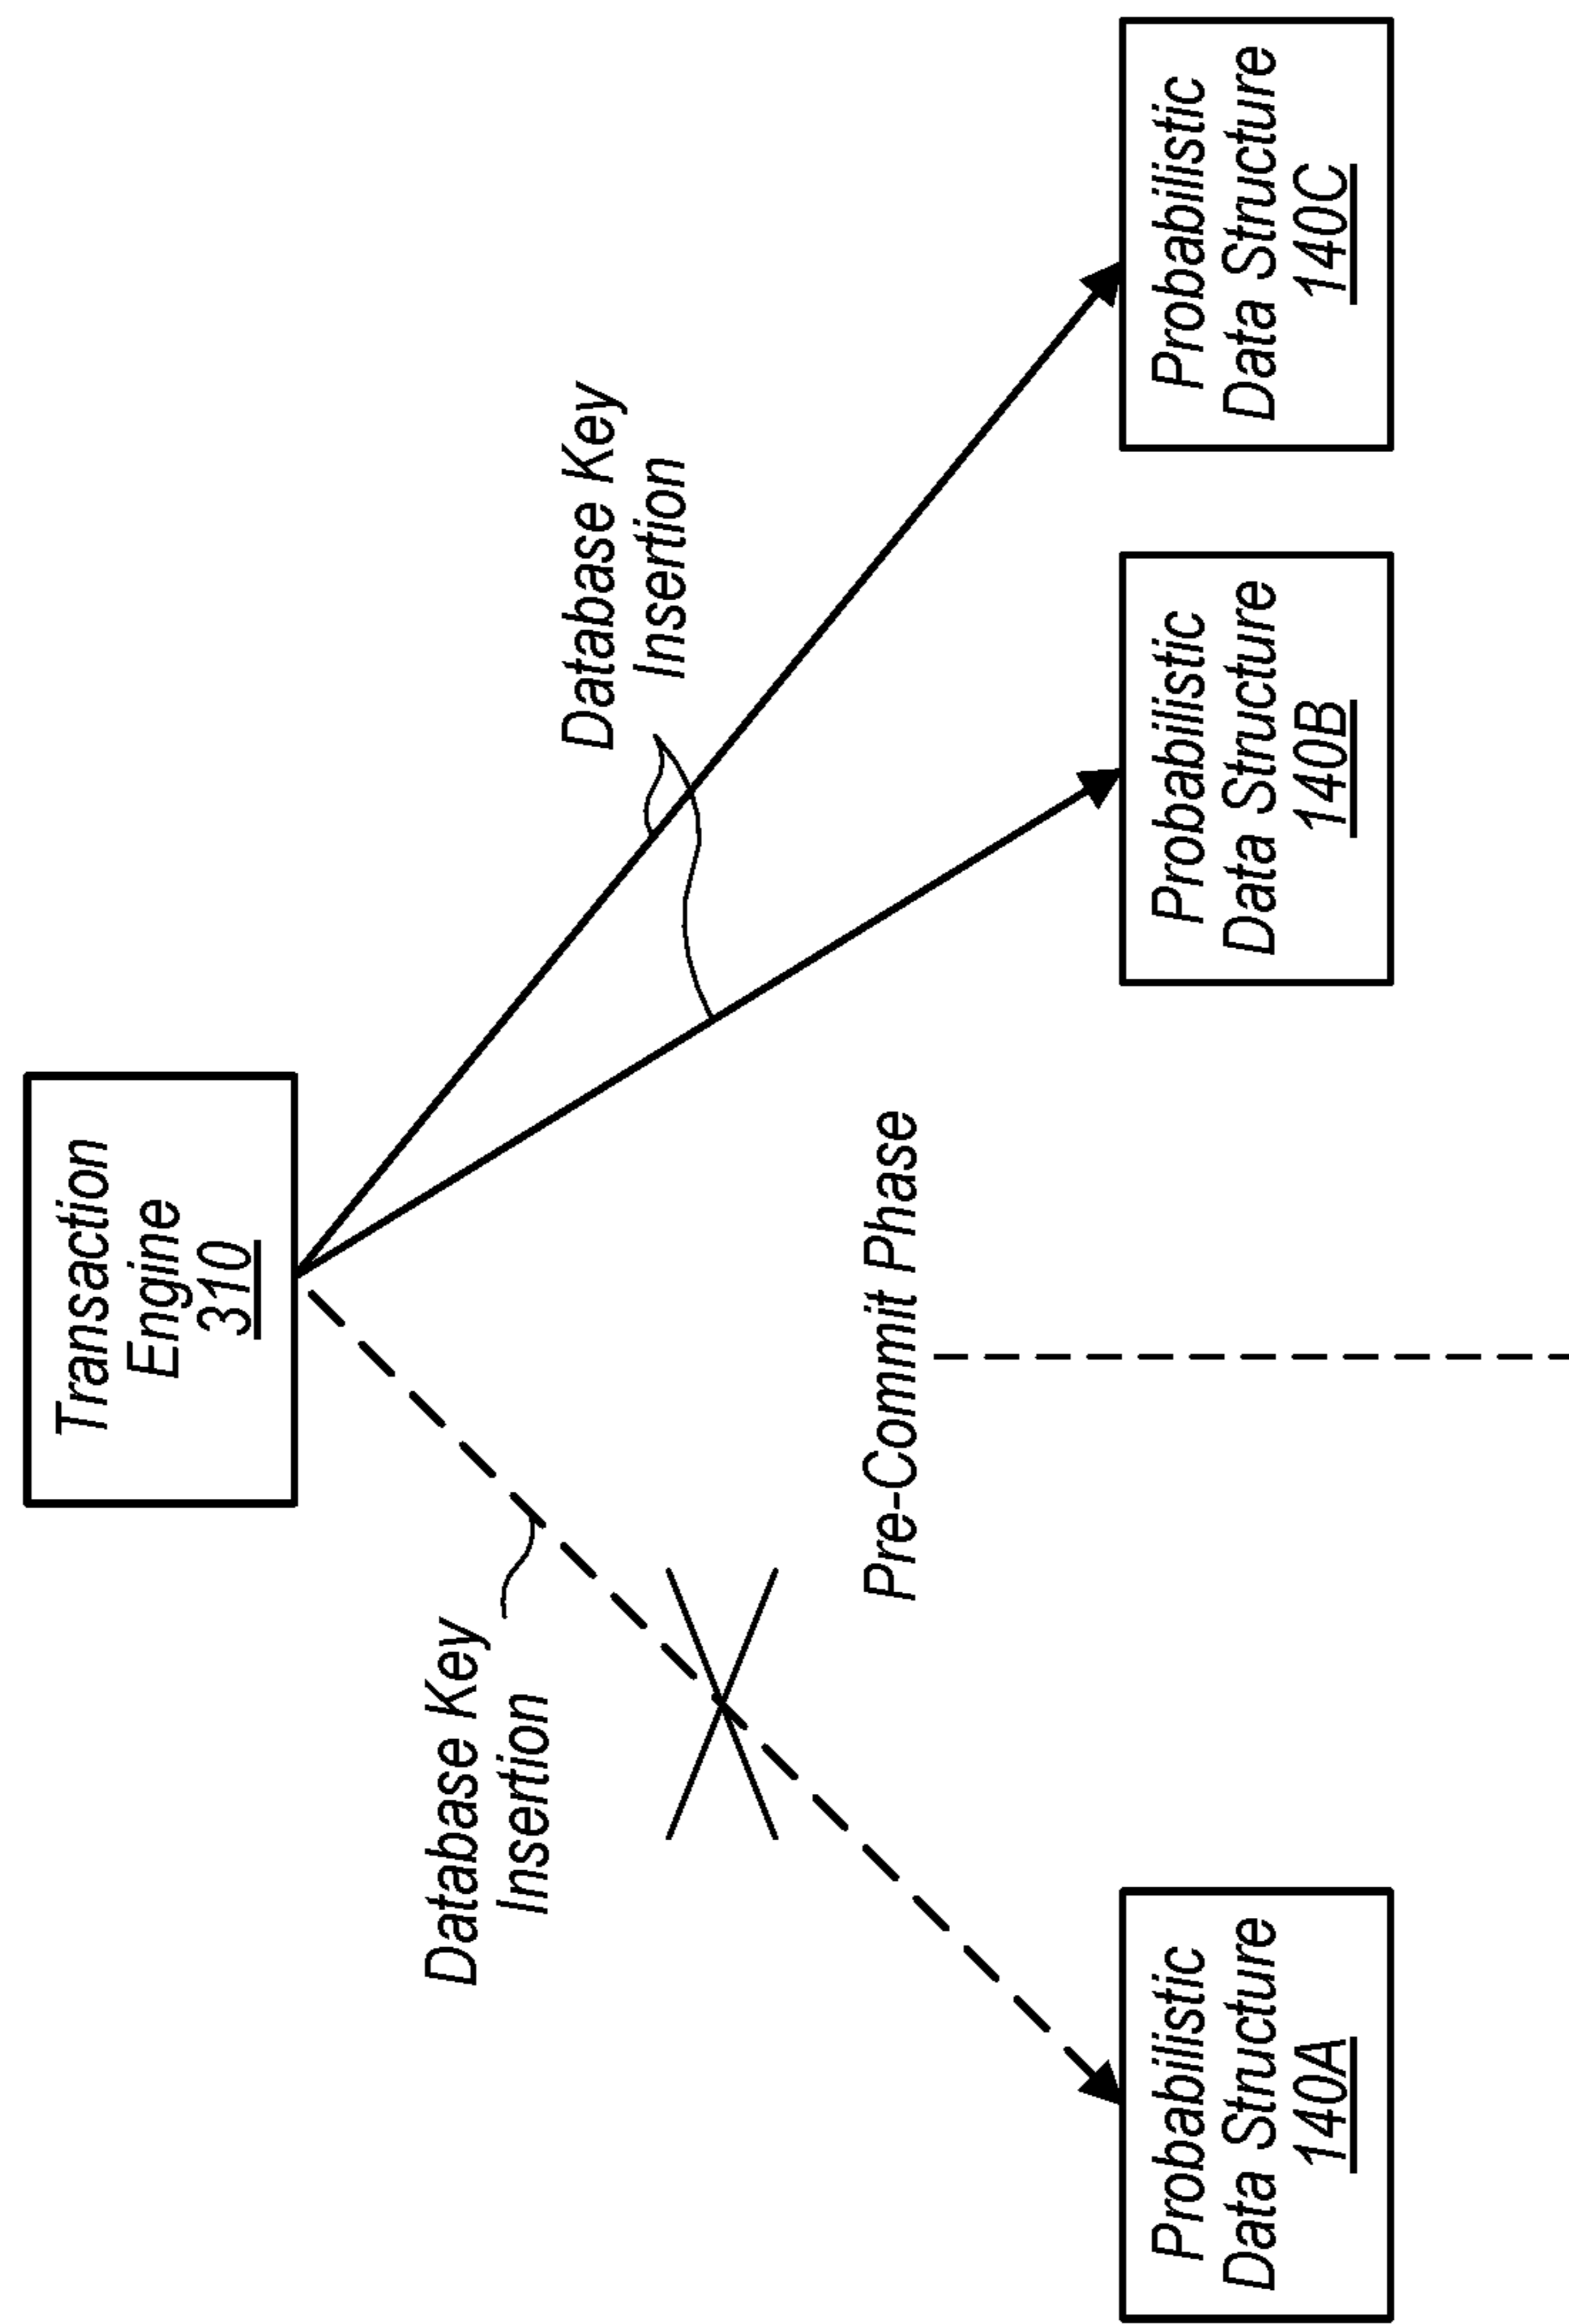 Transaction
Engine
310
Database Key
Insertion
Database Key
Insertion
Pre-Commit Phase
Probabilistic
Data Structure
140A
Probabilistic
Data Structure
140B
Probabilistic
Data Structure
140C